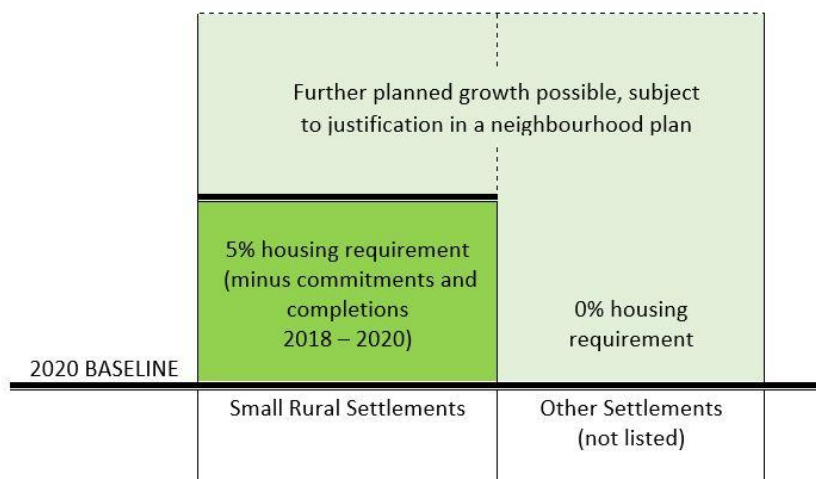 Further planned growth possible, subject
to justification in a neighbourhood plan
5% housing requirement
(minus commitments and
completions
2018 – 2020)
0% housing
requirement
2020 BASELINE
Small Rural Settlements
Other Settlements
(not listed)